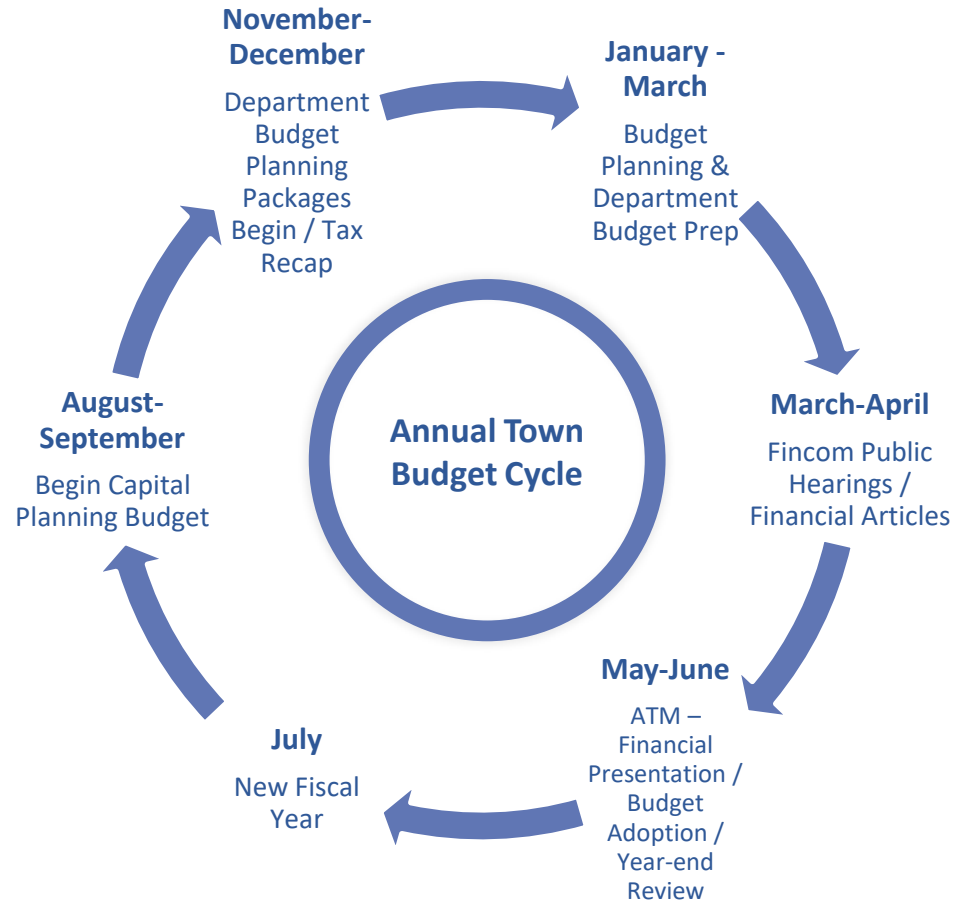 November-
December
Department
Budget
Planning
Packages
Begin / Tax
Recap
January -
March
Budget
Planning &
Department
Budget Prep
March-April
Fincom Public
Hearings /
Financial Articles
May-June
ATM –
Financial
Presentation /
Budget
Adoption /
Year-end
Review
July
New Fiscal
Year
August-
September
Begin Capital
Planning Budget
Annual Town
Budget Cycle